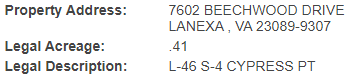 Property Address: 7602 BEECHWOOD DRIVE
LANEXA , VA 23089-9307
Legal Acreage: .41
Legal Description: L-46 S-4 CYPRESS PT